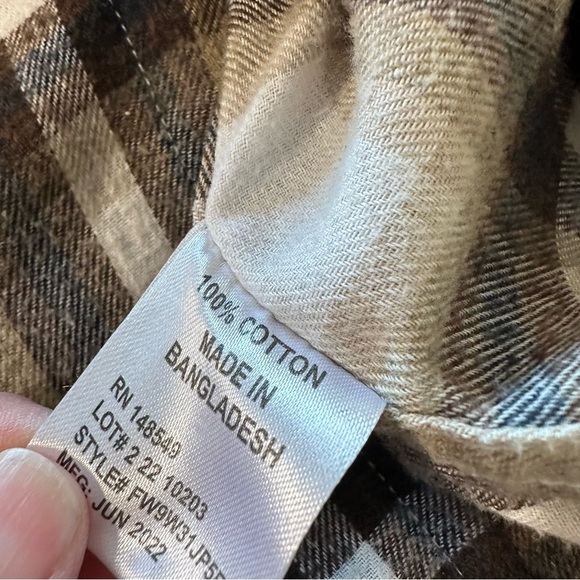 100% COTTON
MADE IN
BANGLADESH
RN 148549
LOT# 2 22 10203
STYLE# FW9W31JP5
MFG: JUN 2022